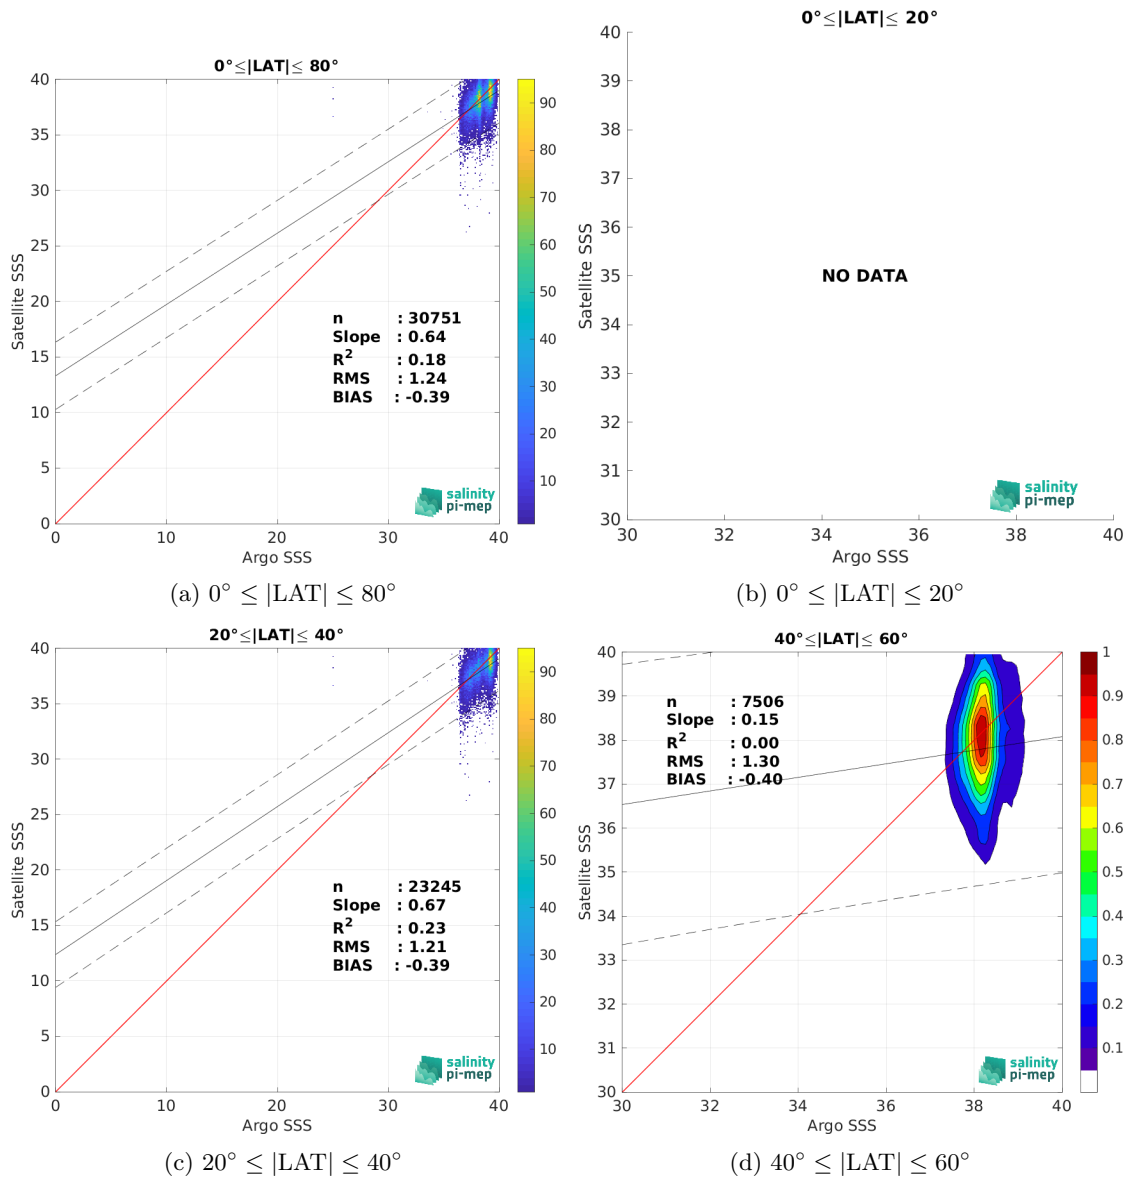 0°≤|LAT|≤ 80°
40
35
30
25
20
15
10
5
0
Satellite SSS
0
10
20
30
40
Argo SSS
n : 30751
Slope : 0.64
R² : 0.18
RMS : 1.24
BIAS : -0.39
salinity
pi-mep
90
80
70
60
50
40
30
20
10
(a) 0° ≤ |LAT| ≤ 80°
0°≤|LAT|≤ 20°
40
39
38
37
36
35
34
33
32
31
30
Satellite SSS
NO DATA
30
32
34
36
38
40
Argo SSS
salinity
pi-mep
(b) 0° ≤ |LAT| ≤ 20°
20°≤|LAT|≤ 40°
40
35
30
25
20
15
10
5
0
Satellite SSS
0
10
20
30
40
Argo SSS
n : 23245
Slope : 0.67
R² : 0.23
RMS : 1.21
BIAS : -0.39
salinity
pi-mep
90
80
70
60
50
40
30
20
10
(c) 20° ≤ |LAT| ≤ 40°
40°≤|LAT|≤ 60°
40
39
38
37
36
35
34
33
32
31
30
Satellite SSS
30
32
34
36
38
40
Argo SSS
n : 7506
Slope : 0.15
R² : 0.00
RMS : 1.30
BIAS : -0.40
salinity
pi-mep
1
0.9
0.8
0.7
0.6
0.5
0.4
0.3
0.2
0.1
(d) 40° ≤ |LAT| ≤ 60°